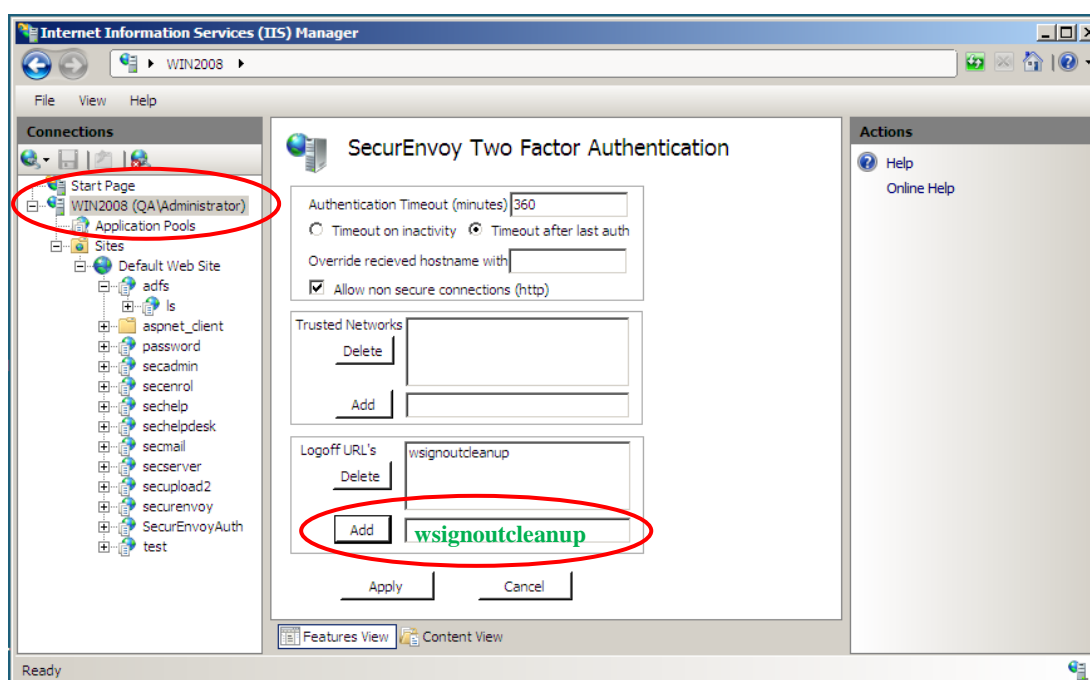 Internet Information Services (IIS) Manager
WIN2008
File View Help
Connections
Start Page
WIN2008 (QA\Administrator)
Application Pools
Sites
Default Web Site
adfs
ls
aspnet_client
password
secadmin
secenrol
sechelp
sechelpdesk
secmail
secserver
secupload2
securenvoy
SecurEnvoyAuth
test
SecurEnvoy Two Factor Authentication
Authentication Timeout (minutes) 360
Timeout on inactivity Timeout after last auth
Override recieved hostname with
Allow non secure connections (http)
Trusted Networks
Delete
Add
Logoff URL's
wsignoutcleanup
Delete
Add wsignoutcleanup
Apply Cancel
Features View Content View
Actions
Help
Online Help
Ready